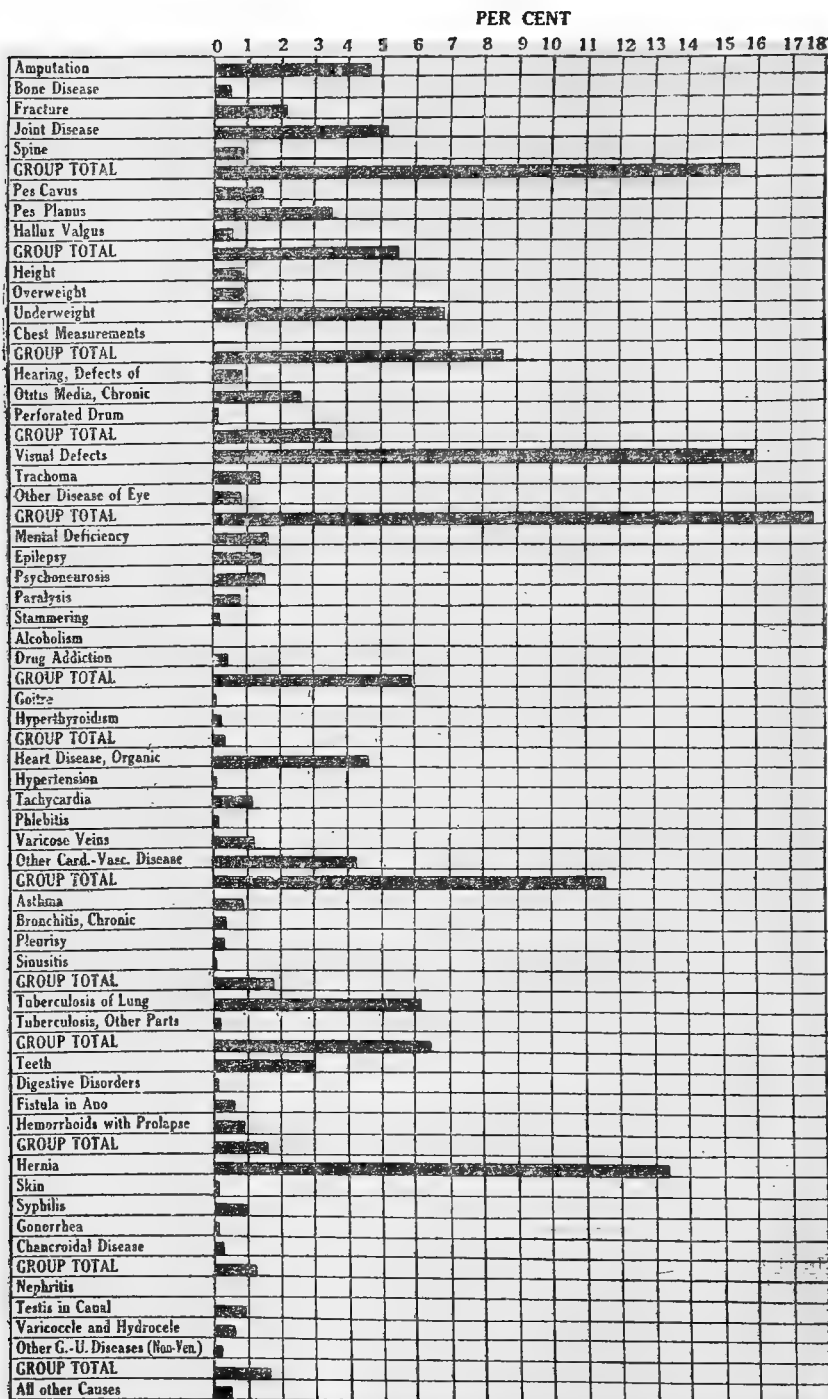 PER CENT
0 1 2 3 4 5 6 7 8 9 10 11 12 13 14 15 16 17 18
Amputation
Bone Disease
Fracture
Joint Disease
Spine
GROUP TOTAL
Pes Cavus
Pes Planus
Hallux Valgus
GROUP TOTAL
Height
Overweight
Underweight
Chest Measurements
GROUP TOTAL
Hearing, Defects of
Otitis Media, Chronic
Perforated Drum
GROUP TOTAL
Visual Defects
Trachoma
Other Disease of Eye
GROUP TOTAL
Mental Deficiency
Epilepsy
Psychoneurosis
Paralysis
Stammering
Alcoholism
Drug Addiction
GROUP TOTAL
Goitre
Hyperthyroidism
GROUP TOTAL
Heart Disease, Organic
Hypertension
Tachycardia
Phlebitis
Varicose Veins
Other Card.-Vasc. Disease
GROUP TOTAL
Asthma
Bronchitis, Chronic
Pleurisy
Sinusitis
GROUP TOTAL
Tuberculosis of Lung
Tuberculosis, Other Parts
GROUP TOTAL
Teeth
Digestive Disorders
Fistula in Ano
Hemorrhoids with Prolapse
GROUP TOTAL
Hernia
Skin
Syphilis
Gonorrhea
Chancroidal Disease
GROUP TOTAL
Nephritis
Testis in Canal
Varicocele and Hydrocele
Other G.-U. Diseases (Non-Ven.)
GROUP TOTAL
All other Causes